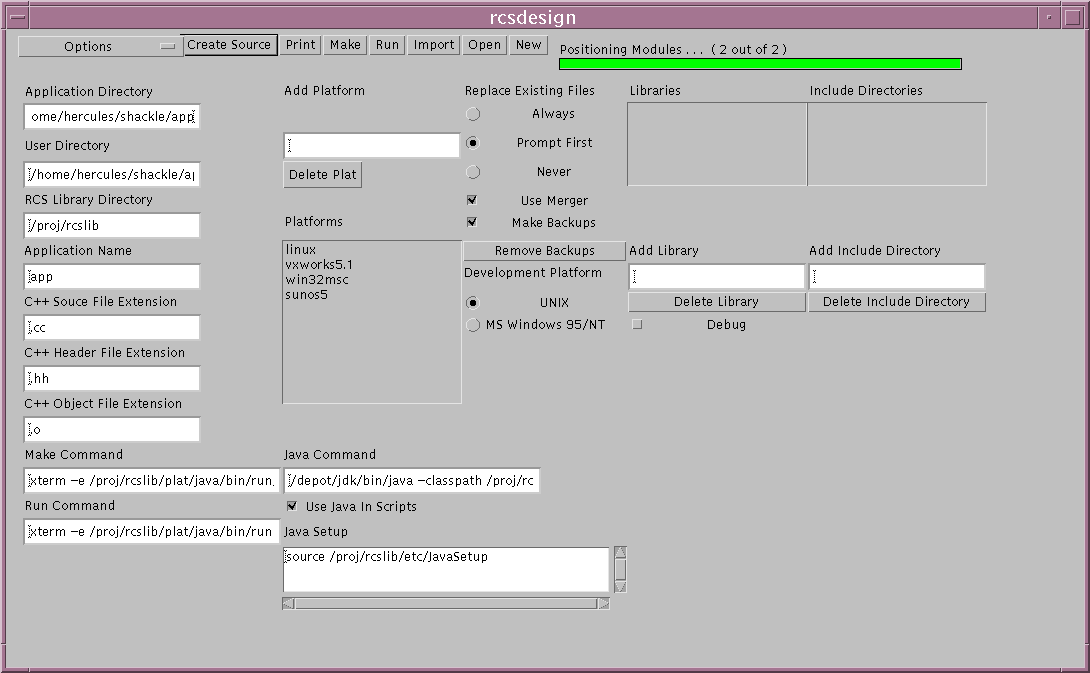 rcsdesign
Options
Create Source
Print
Make
Run
Import
Open
New
Positioning Modules . . . ( 2 out of 2 )
Application Directory
ome/hercules/shackle/app
User Directory
/home/hercules/shackle/a
RCS Library Directory
/proj/rcslib
Application Name
app
C++ Souce File Extension
.cc
C++ Header File Extension
.hh
C++ Object File Extension
.o
Make Command
xterm -e /proj/rcslib/plat/java/bin/run.
Run Command
xterm -e /proj/rcslib/plat/java/bin/run
Add Platform
Delete Plat
Platforms
linux
vxworks5.1
win32msc
sunos5
Java Command
/depot/jdk/bin/java -classpath /proj/rc
Use Java In Scripts
Java Setup
source /proj/rcslib/etc/JavaSetup
Replace Existing Files
Always
Prompt First
Never
Use Merger
Make Backups
Remove Backups
Development Platform
UNIX
MS Windows 95/NT
Libraries
Add Library
Delete Library
Debug
Include Directories
Add Include Directory
Delete Include Directory